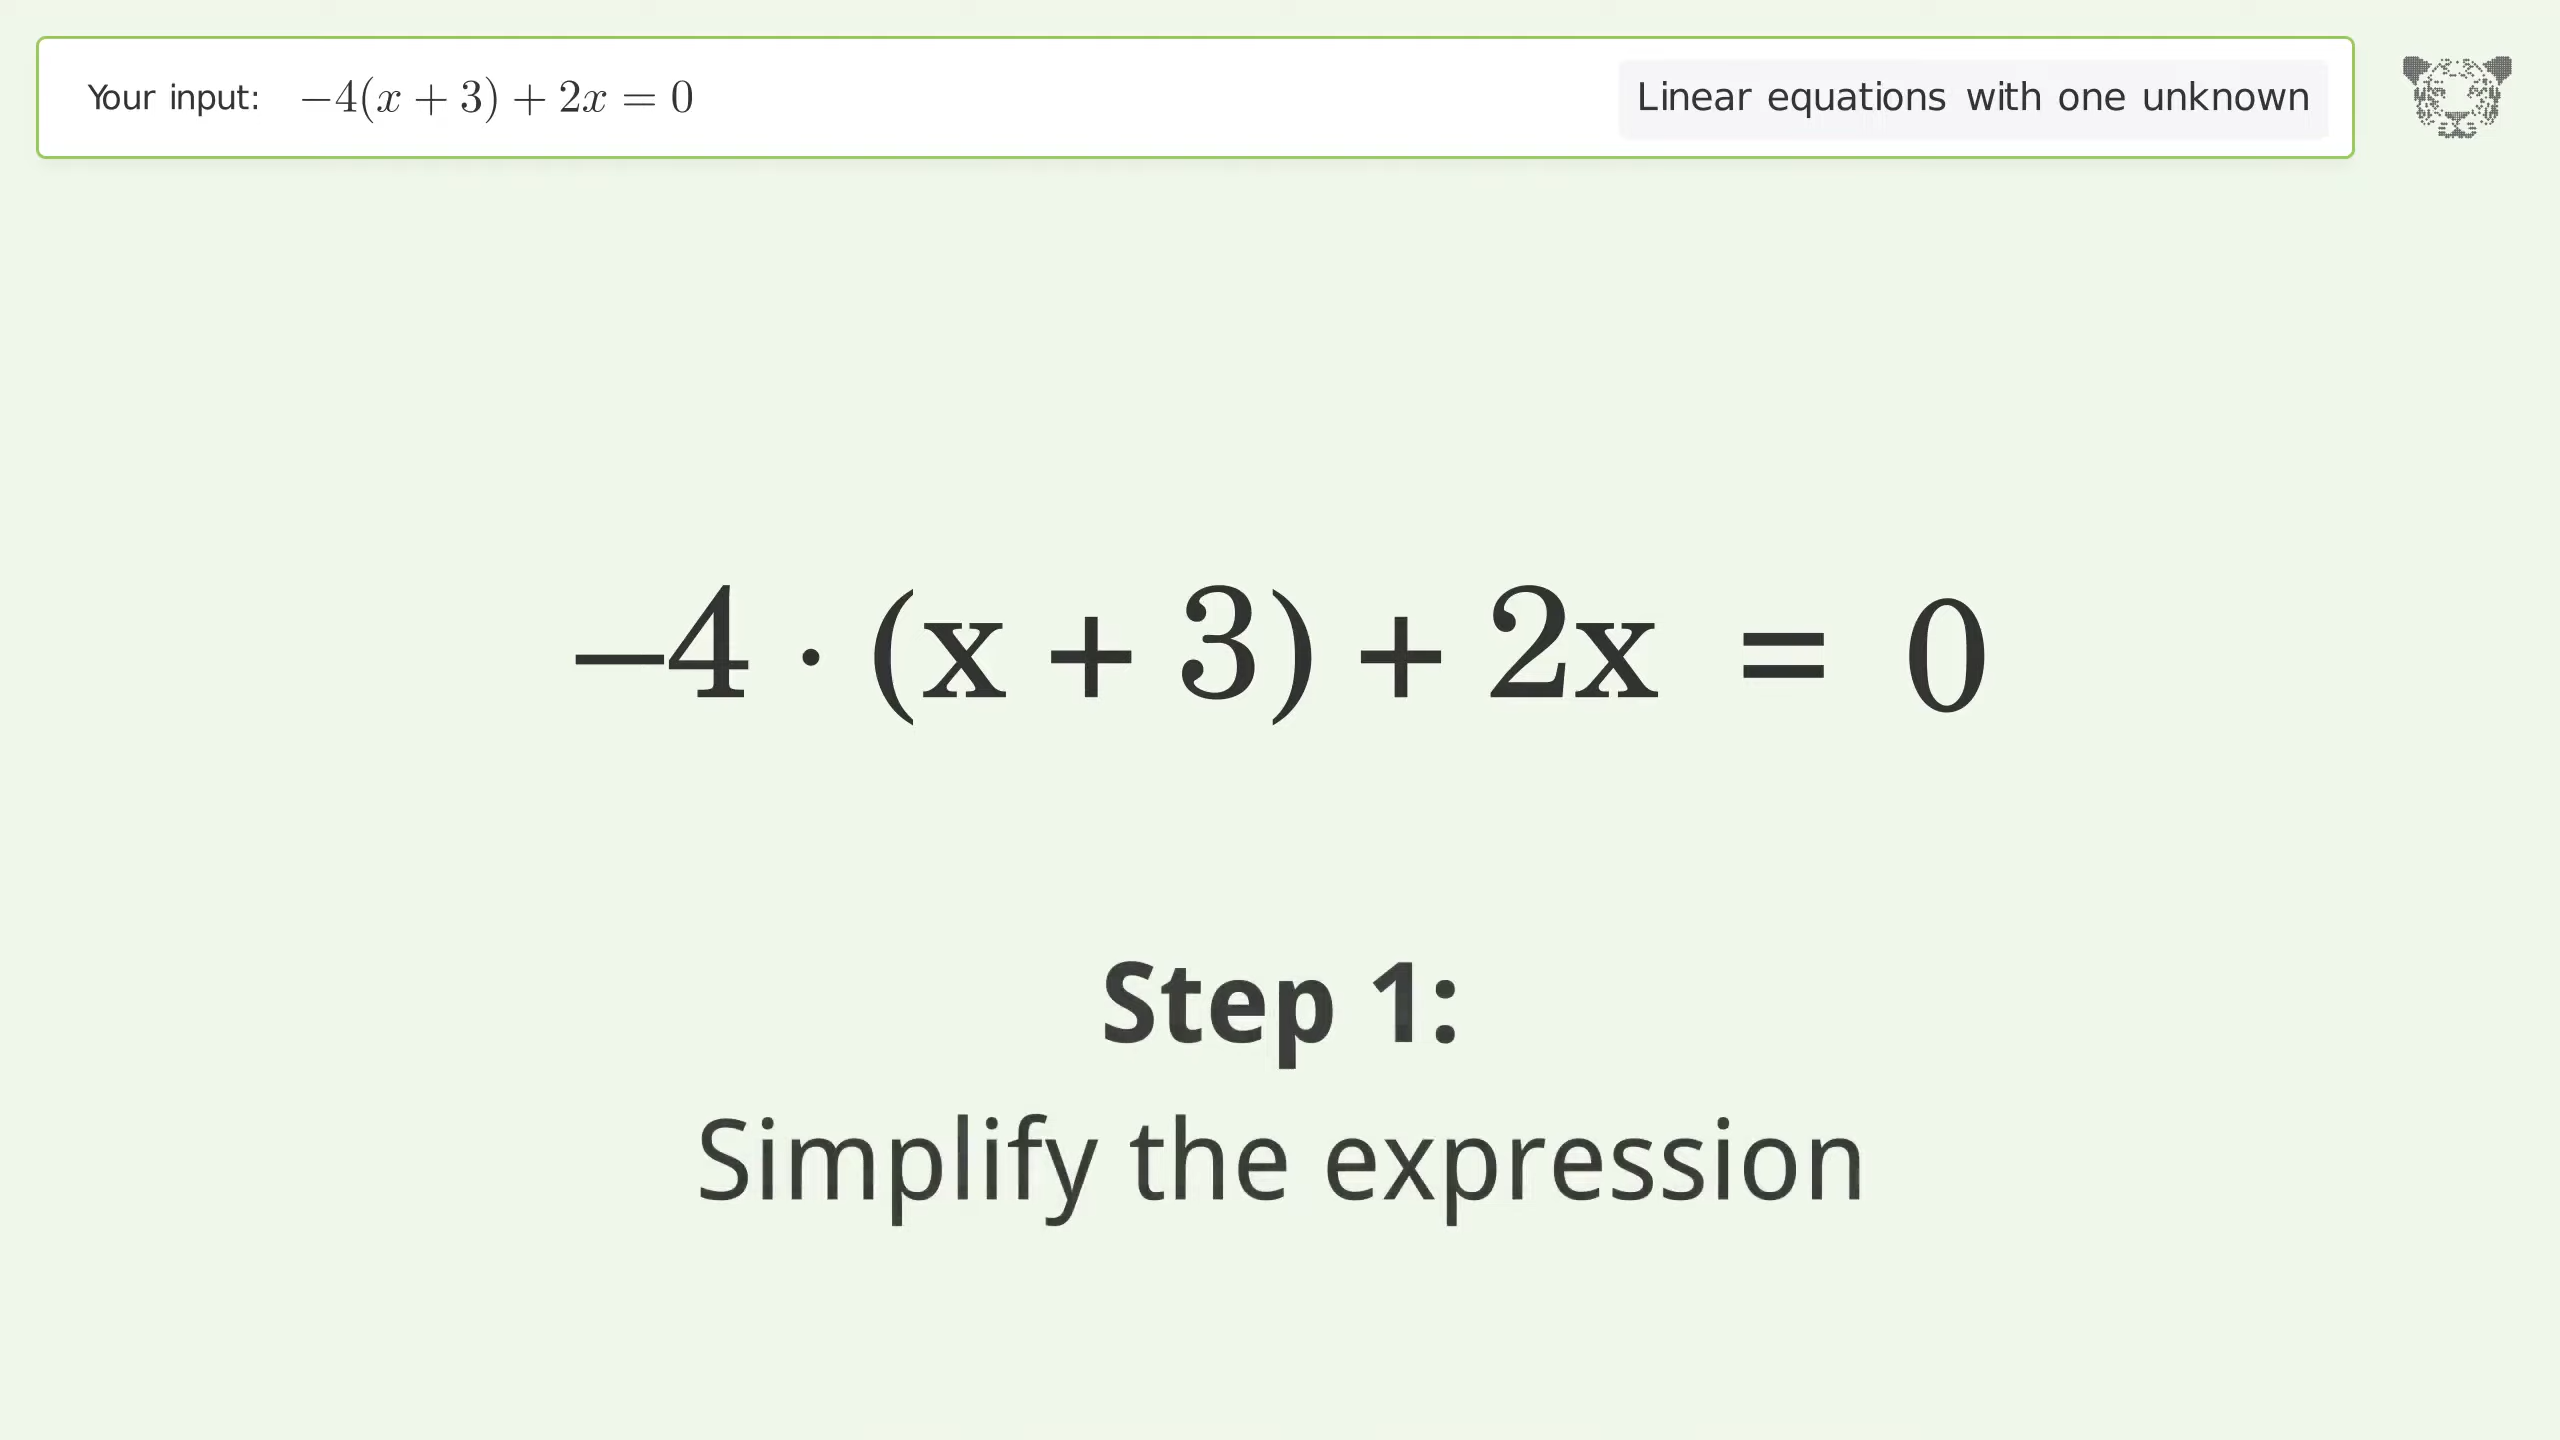 Your input: −4(x + 3) + 2x = 0
Linear equations with one unknown
−4 · (x + 3) + 2x = 0
Step 1:
Simplify the expression